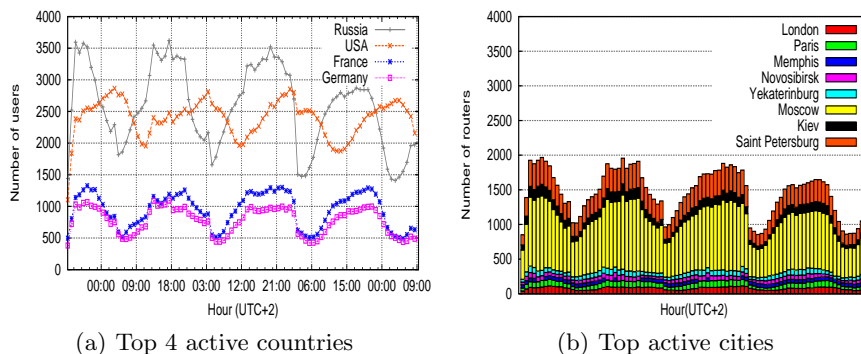 Number of users
4000
3500
3000
2500
2000
1500
1000
500
0
Russia
USA
France
Germany
00:00 09:00 18:00 03:00 12:00 21:00 06:00 15:00 00:00 09:00
Hour (UTC+2)
(a) Top 4 active countries
Number of routers
4000
3500
3000
2500
2000
1500
1000
500
0
London
Paris
Memphis
Novosibirsk
Yekaterinburg
Moscow
Kiev
Saint Petersburg
Hour(UTC+2)
(b) Top active cities